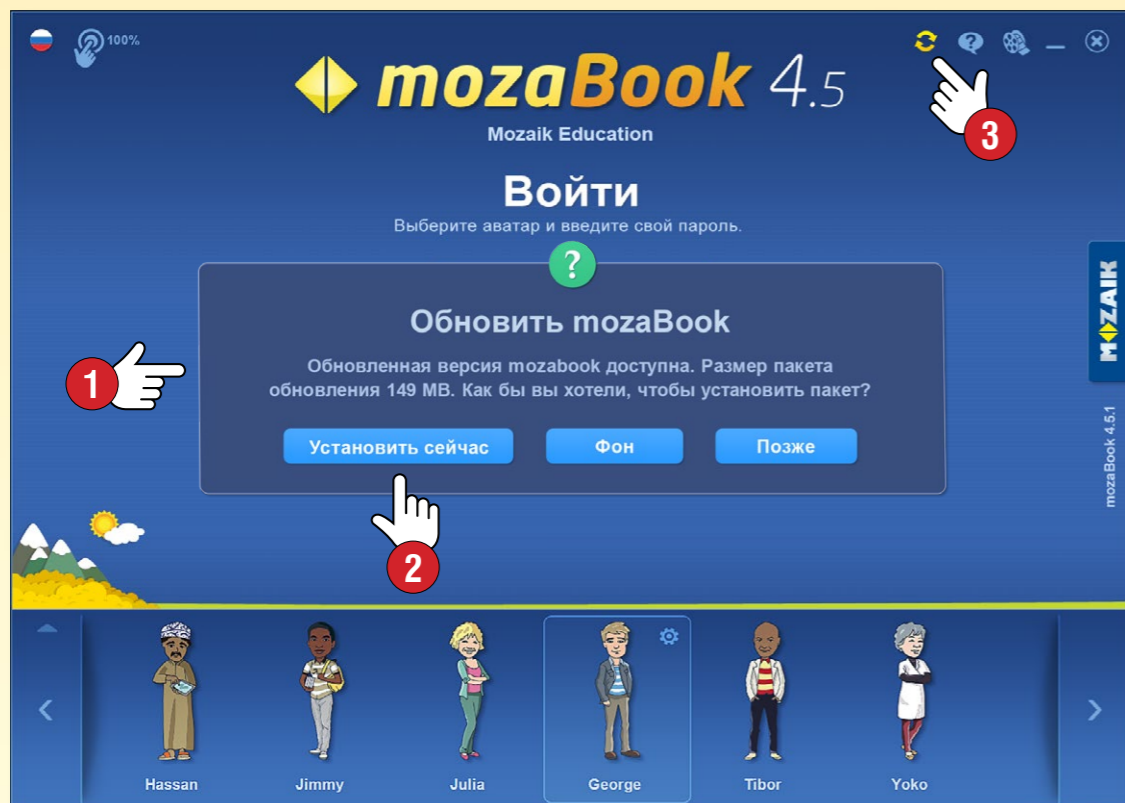 100%
mozaBook 4.5
Mozaik Education
3
Войти
Выберите аватар и введите свой пароль.
?
Обновить mozaBook
Обновленная версия mozabook доступна. Размер пакета
обновления 149 MB. Как бы вы хотели, чтобы установить пакет?
1
Установить сейчас
Фон
Позже
2
MOZAIK
mozaBook 4.5.1
Hassan
Jimmy
Julia
George
Tibor
Yoko